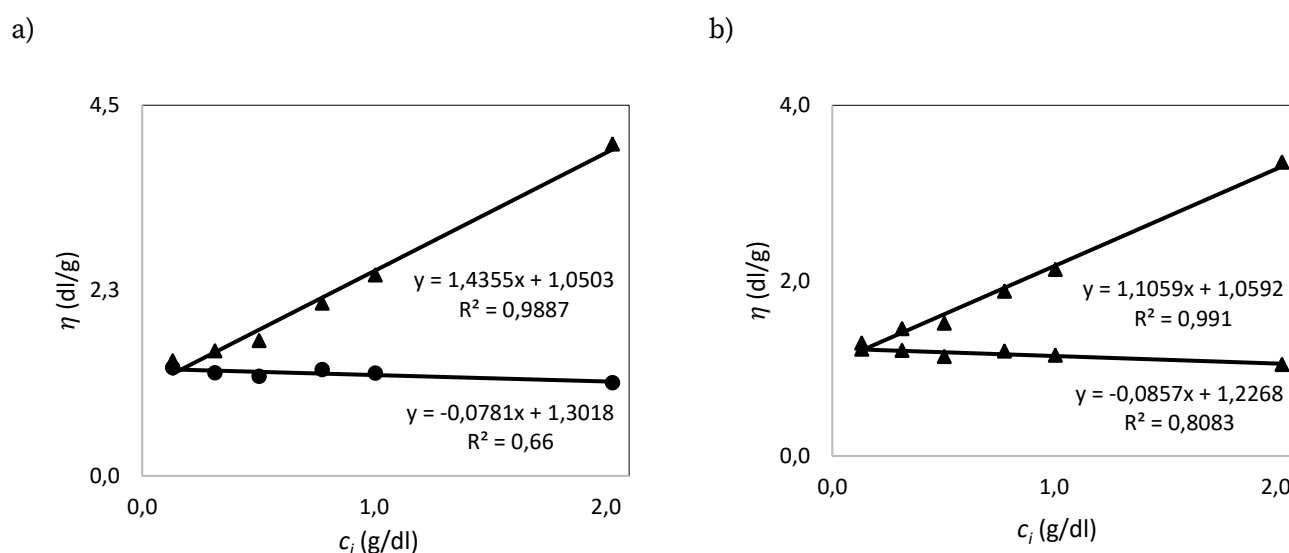 a)
4,5
2,3
0,0
η (dl/g)
y = 1,4355x + 1,0503
R² = 0,9887
y = -0,0781x + 1,3018
R² = 0,66
0,0 1,0 2,0
cᵢ (g/dl)
b)
4,0
2,0
0,0
η (dl/g)
y = 1,1059x + 1,0592
R² = 0,991
y = -0,0857x + 1,2268
R² = 0,8083
0,0 1,0 2,0
cᵢ (g/dl)